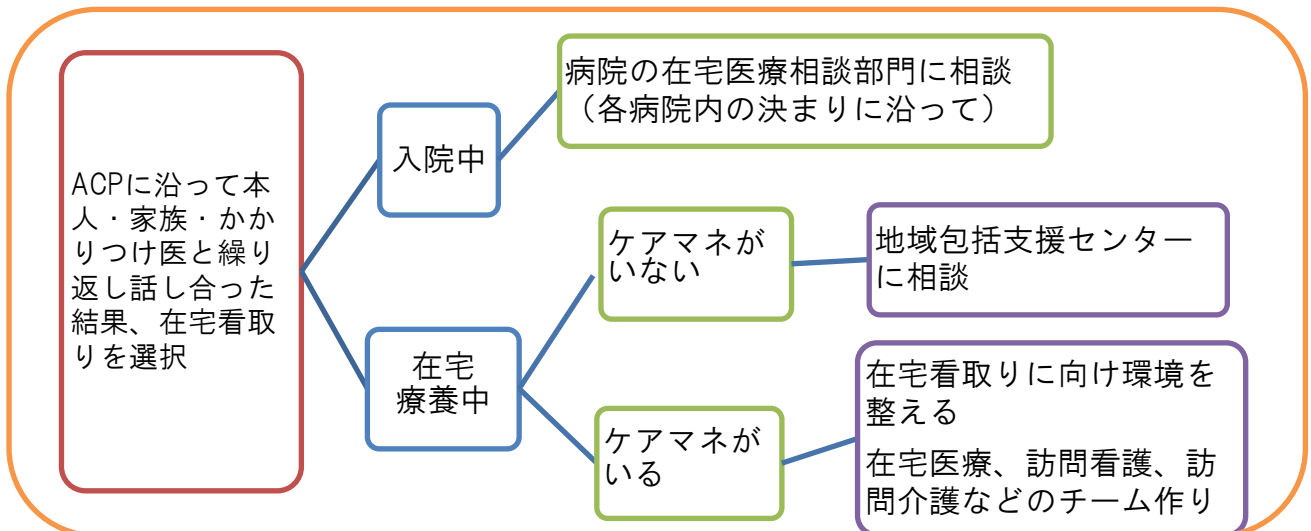 ACPに沿って本
人・家族・かか
りつけ医と繰り
返し話し合った
結果、在宅看取
りを選択
入院中
病院の在宅医療相談部門に相談
（各病院内の決まりに沿って）
在宅
療養中
ケアマネが
いない
地域包括支援センター
に相談
ケアマネが
いる
在宅看取りに向け環境を
整える
在宅医療、訪問看護、訪
問介護などのチーム作り